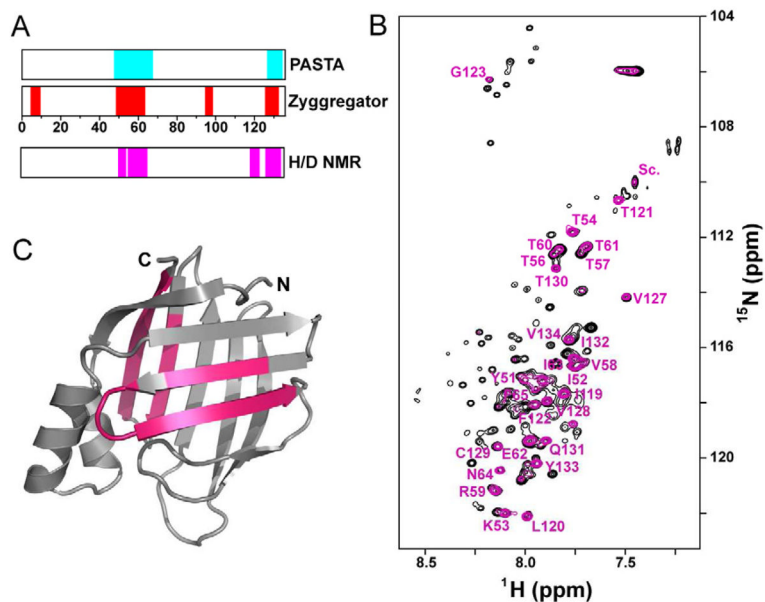 A
PASTA
Zyggregator
0 20 40 60 80 100 120
H/D NMR
B
G123
Sc.
T121
T54
T60
T61
T56
T57
T130
V127
V134
I132
V58
Y51
I52
I119
V128
F122
C129
E62
Q131
N64
Y133
R59
K53
L120
104
108
112
116
120
15N (ppm)
8.5 8.0 7.5
1H (ppm)
C
C
N